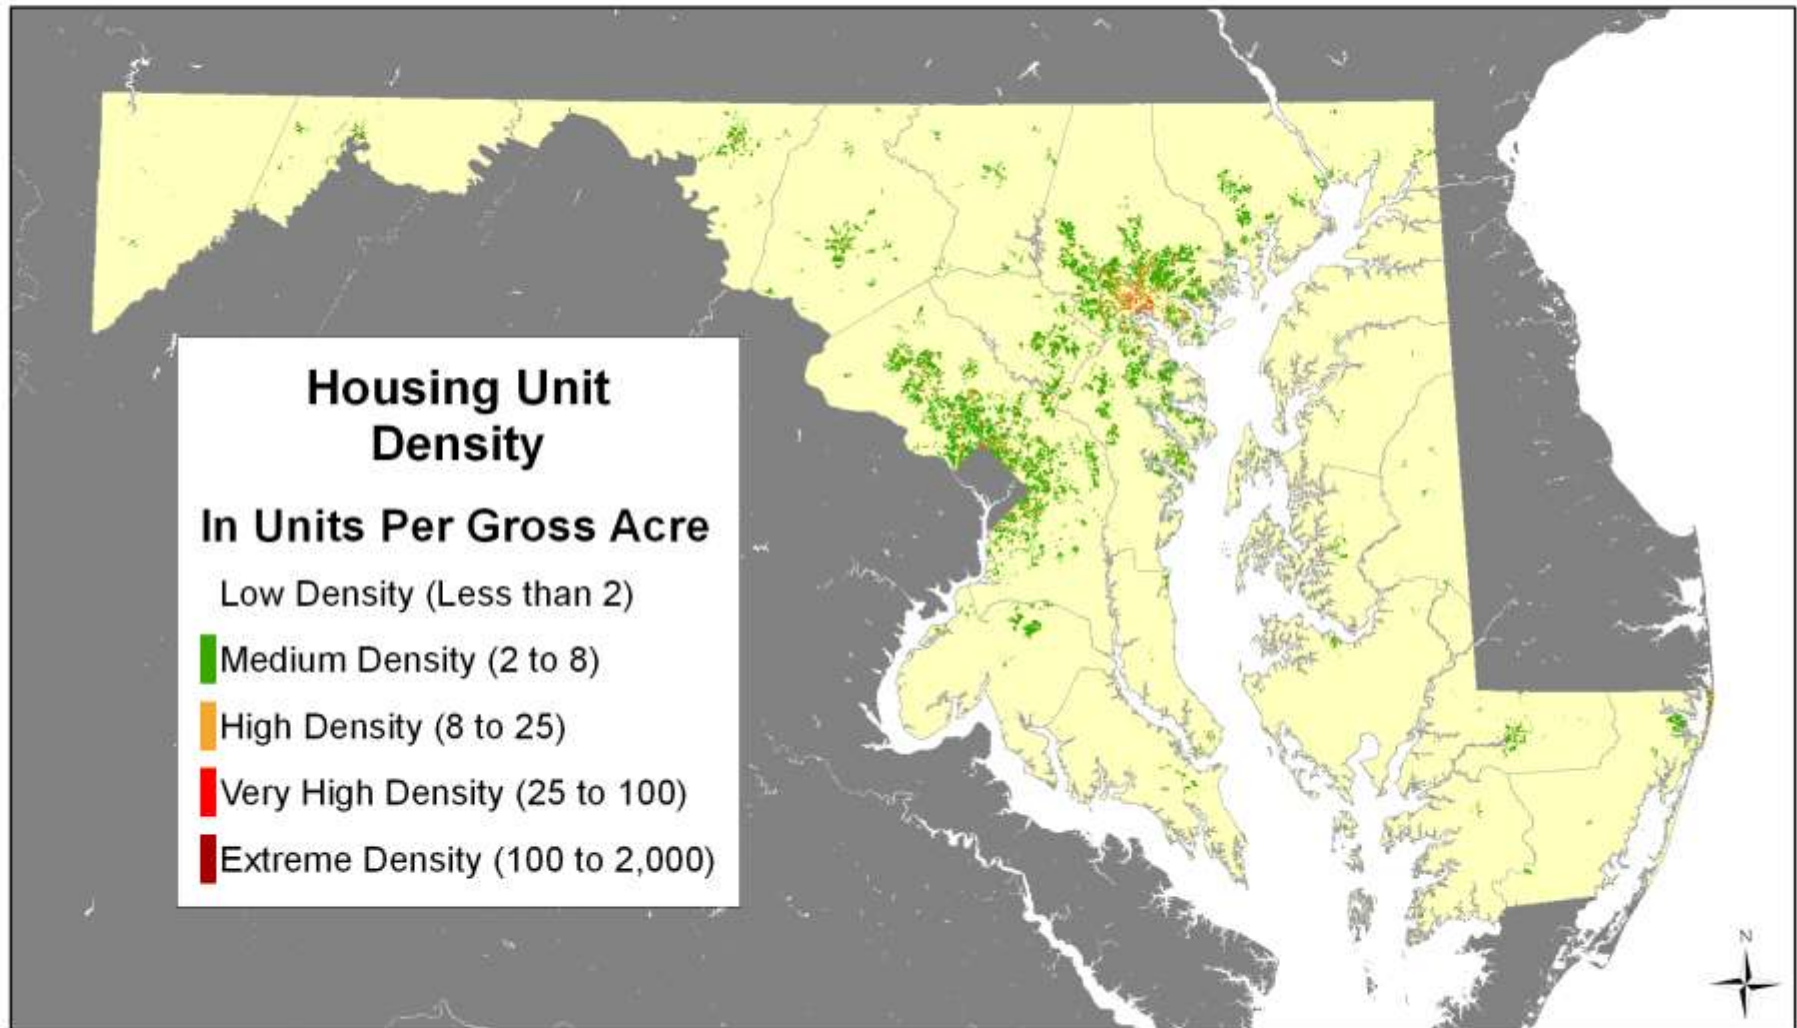 Housing Unit
Density
In Units Per Gross Acre
Low Density (Less than 2)
Medium Density (2 to 8)
High Density (8 to 25)
Very High Density (25 to 100)
Extreme Density (100 to 2,000)
N